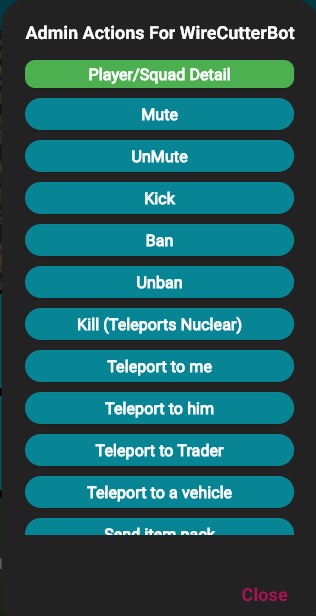 Admin Actions For WireCutterBot
Player/Squad Detail
Mute
UnMute
Kick
Ban
Unban
Kill (Teleports Nuclear)
Teleport to me
Teleport to him
Teleport to Trader
Teleport to a vehicle
Send item pack
Close